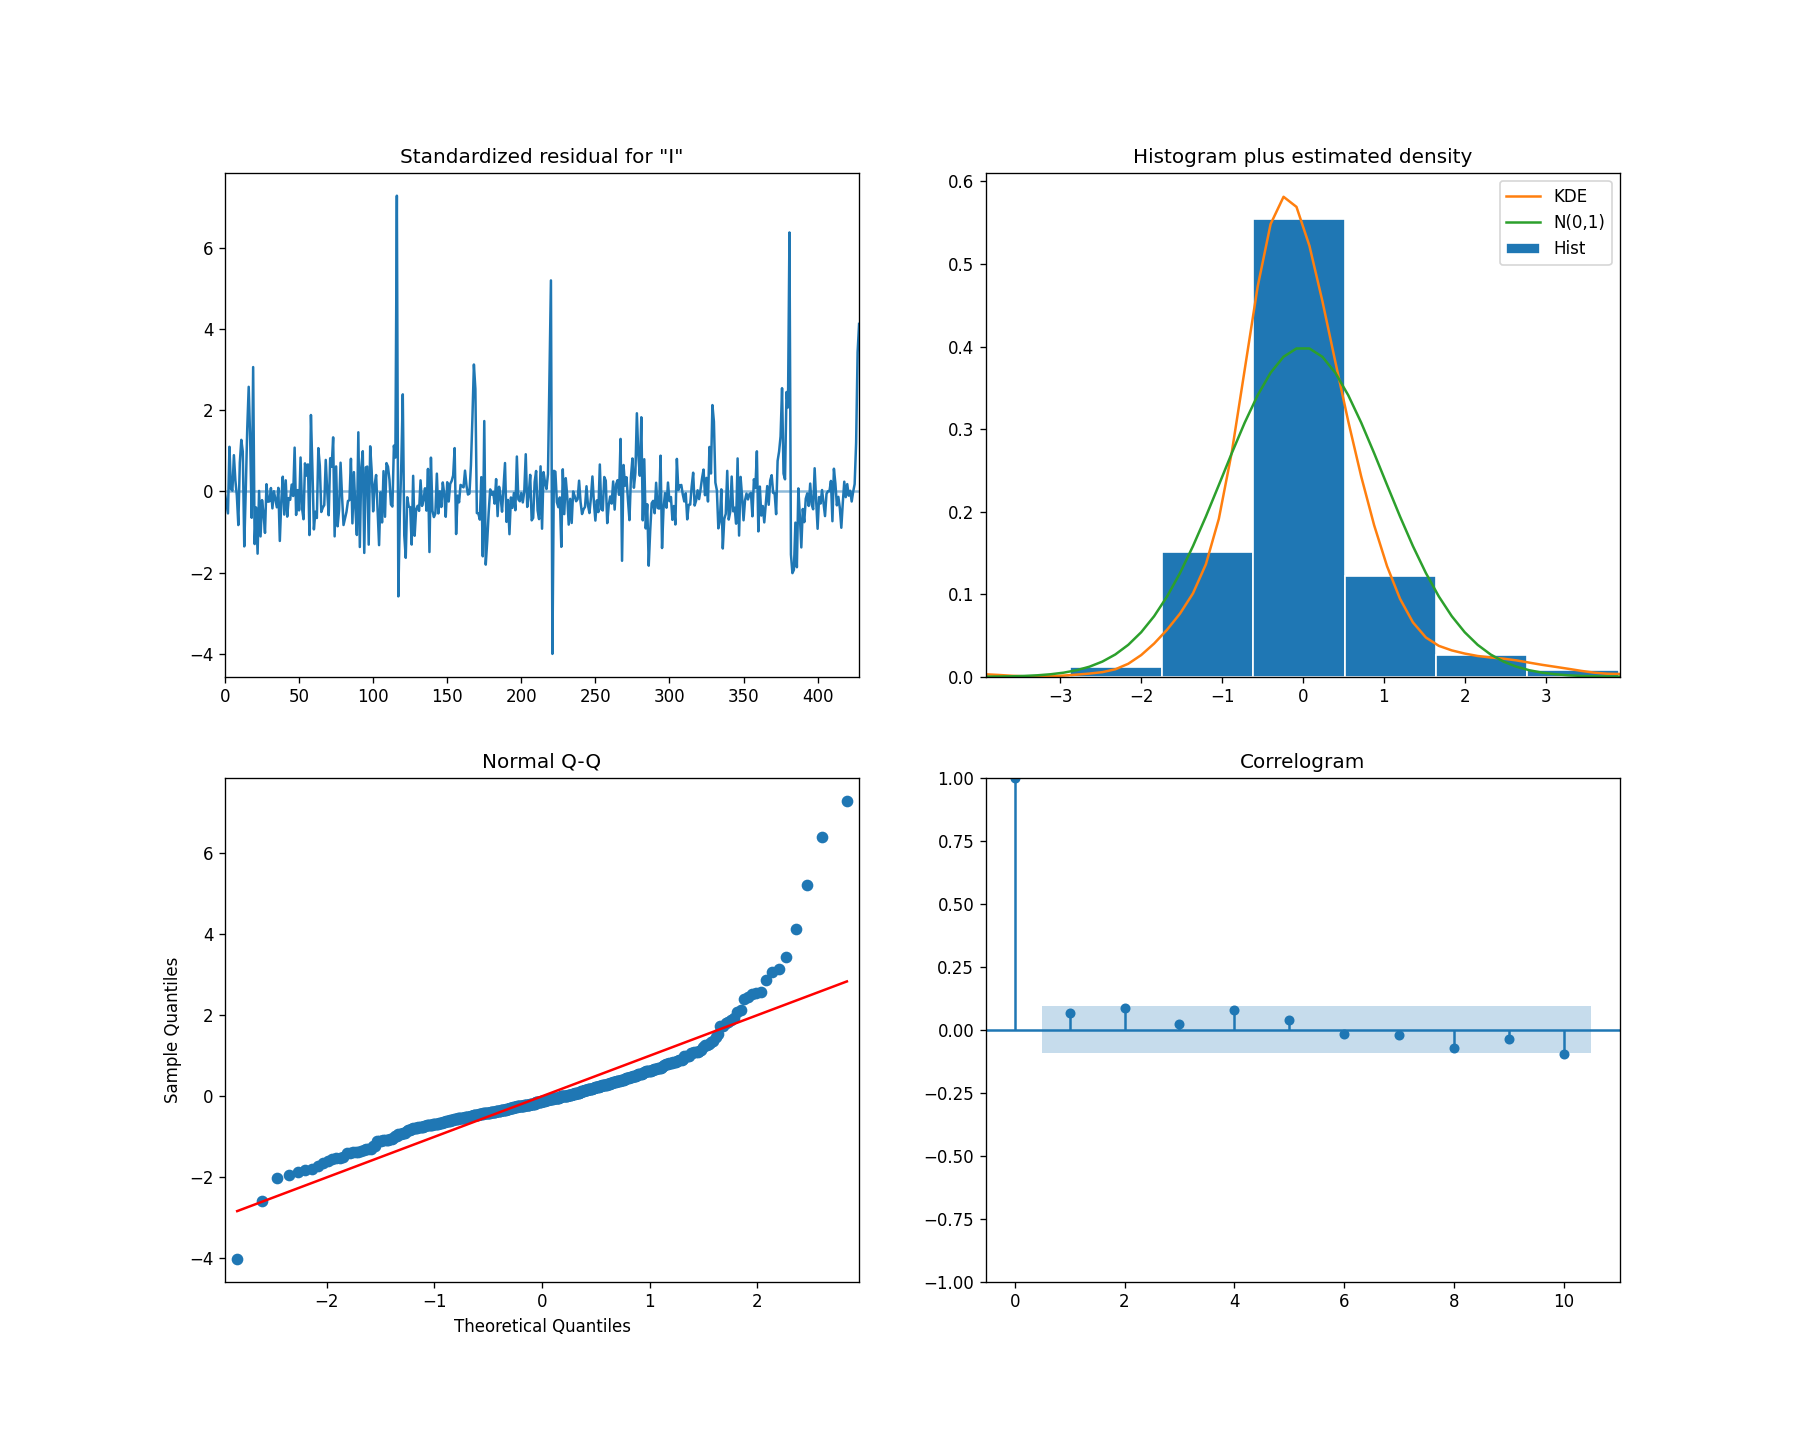 Standardized residual for "I"
6
4
2
0
−2
−4
0 50 100 150 200 250 300 350 400
Histogram plus estimated density
KDE
N(0,1)
Hist
0.6
0.5
0.4
0.3
0.2
0.1
0.0
−3 −2 −1 0 1 2 3
Normal Q-Q
Sample Quantiles
6
4
2
0
−2
−4
−2 −1 0 1 2
Theoretical Quantiles
Correlogram
1.00
0.75
0.50
0.25
0.00
−0.25
−0.50
−0.75
−1.00
0 2 4 6 8 10